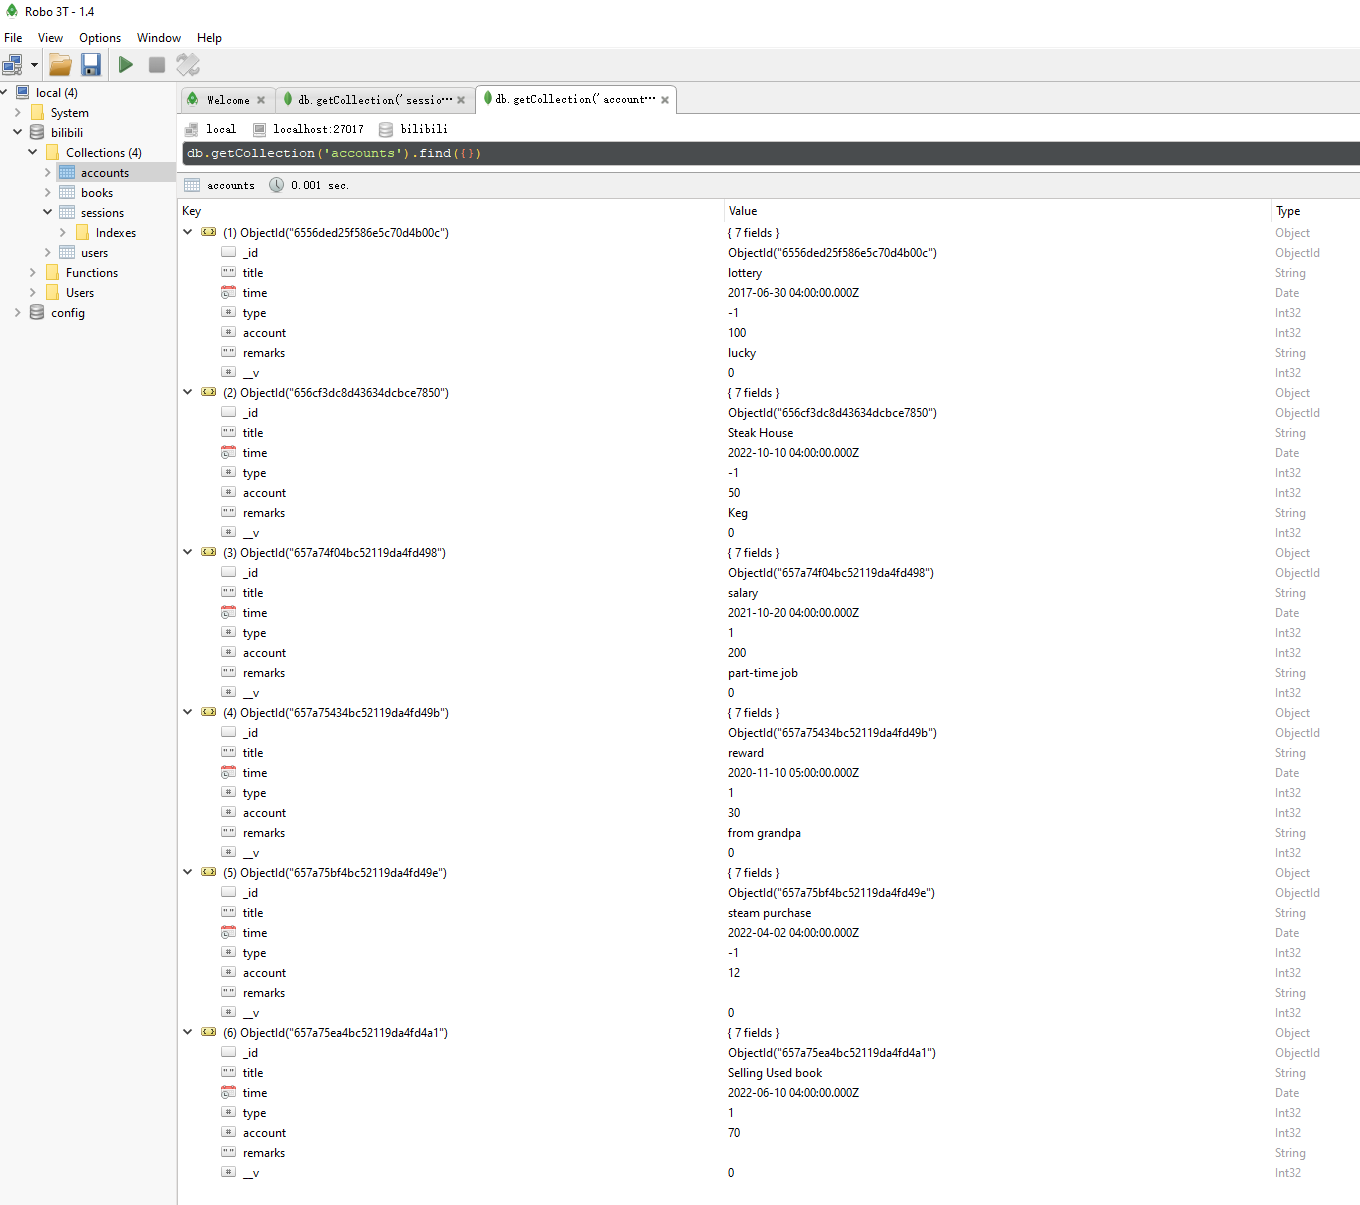 Robo 3T - 1.4
File View Options Window Help
local (4)
System
bilibili
Collections (4)
accounts
books
sessions
Indexes
users
Functions
Users
config
Welcome db.getCollection('sessio··· db.getCollection('account···
local localhost:27017 bilibili
db.getCollection('accounts').find({})
accounts 0.001 sec.
Key Value Type
(1) ObjectId("6556ded25f586e5c70d4b00c") { 7 fields } Object
_id ObjectId("6556ded25f586e5c70d4b00c") ObjectId
title lottery String
time 2017-06-30 04:00:00.000Z Date
type -1 Int32
account 100 Int32
remarks lucky String
__v 0 Int32
(2) ObjectId("656cf3dc8d43634dcbce7850") { 7 fields } Object
_id ObjectId("656cf3dc8d43634dcbce7850") ObjectId
title Steak House String
time 2022-10-10 04:00:00.000Z Date
type -1 Int32
account 50 Int32
remarks Keg String
__v 0 Int32
(3) ObjectId("657a74f04bc52119da4fd498") { 7 fields } Object
_id ObjectId("657a74f04bc52119da4fd498") ObjectId
title salary String
time 2021-10-20 04:00:00.000Z Date
type 1 Int32
account 200 Int32
remarks part-time job String
__v 0 Int32
(4) ObjectId("657a75434bc52119da4fd49b") { 7 fields } Object
_id ObjectId("657a75434bc52119da4fd49b") ObjectId
title reward String
time 2020-11-10 05:00:00.000Z Date
type 1 Int32
account 30 Int32
remarks from grandpa String
__v 0 Int32
(5) ObjectId("657a75bf4bc52119da4fd49e") { 7 fields } Object
_id ObjectId("657a75bf4bc52119da4fd49e") ObjectId
title steam purchase String
time 2022-04-02 04:00:00.000Z Date
type -1 Int32
account 12 Int32
remarks String
__v 0 Int32
(6) ObjectId("657a75ea4bc52119da4fd4a1") { 7 fields } Object
_id ObjectId("657a75ea4bc52119da4fd4a1") ObjectId
title Selling Used book String
time 2022-06-10 04:00:00.000Z Date
type 1 Int32
account 70 Int32
remarks String
__v 0 Int32